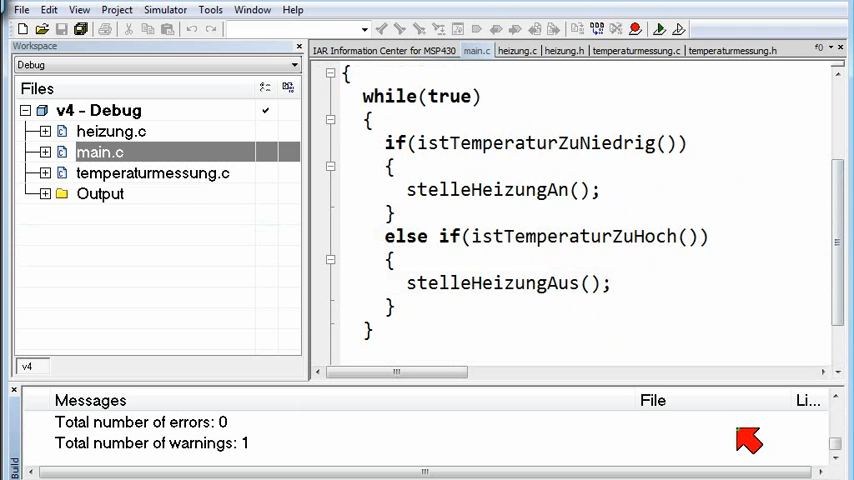 File Edit View Project Simulator Tools Window Help
Workspace
IAR Information Center for MSP430 main.c heizung.c heizung.h temperaturmessung.c temperaturmessung.h f0
Debug
Files
v4 - Debug
heizung.c
main.c
temperaturmessung.c
Output
v4
{
while(true)
{
if(istTemperaturZuNiedrig())
{
stelleHeizungAn();
}
else if(istTemperaturZuHoch())
{
stelleHeizungAus();
}
}
Messages File Li...
Total number of errors: 0
Total number of warnings: 1
Build